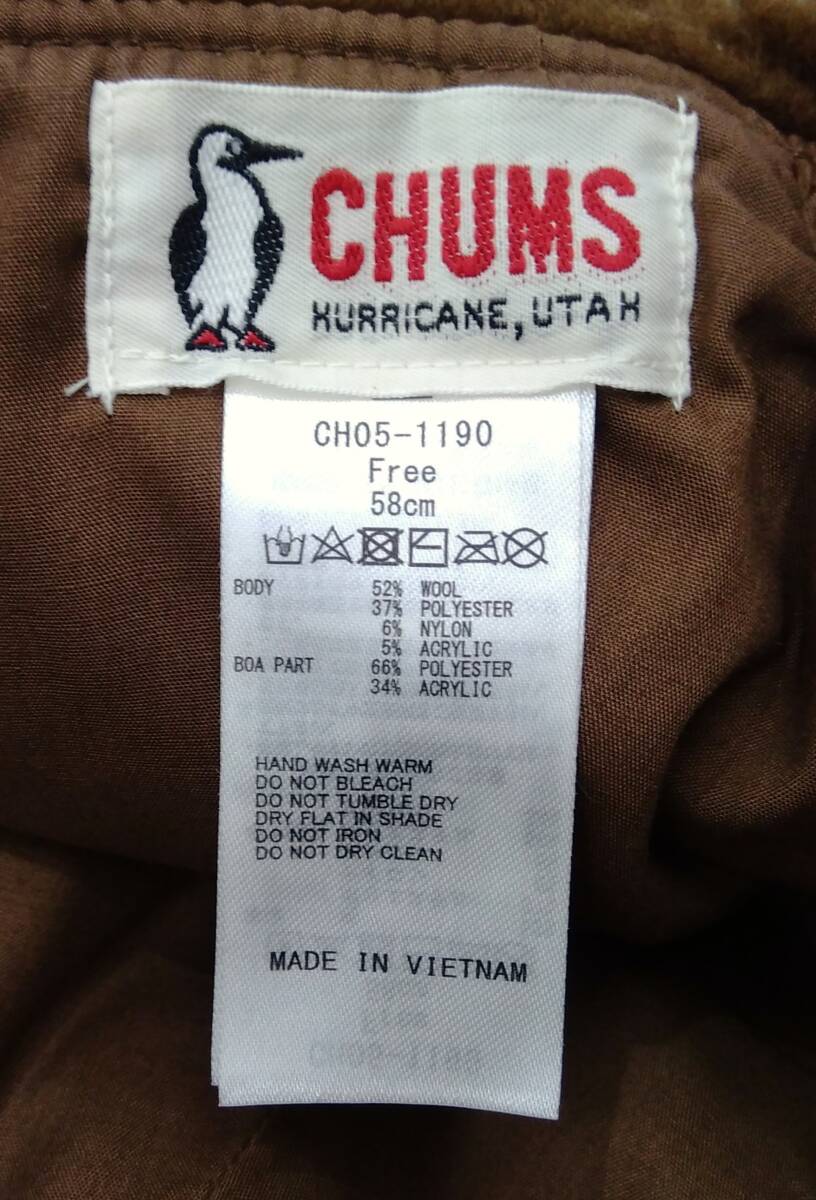 CHUMS
HURRICANE, UTAH
CH05-1190
Free
58cm
BODY 52% WOOL
37% POLYESTER
6% NYLON
5% ACRYLIC
BOA PART 66% POLYESTER
34% ACRYLIC
HAND WASH WARM
DO NOT BLEACH
DO NOT TUMBLE DRY
DRY FLAT IN SHADE
DO NOT IRON
DO NOT DRY CLEAN
MADE IN VIETNAM